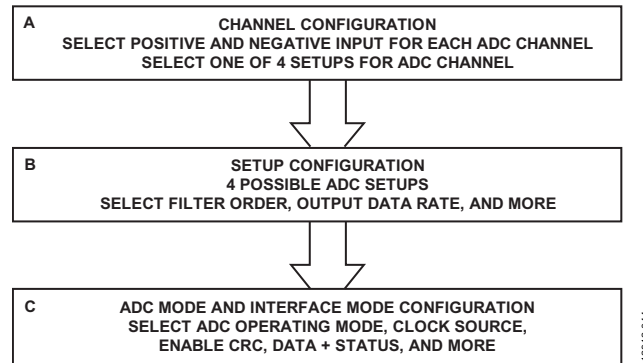 A
CHANNEL CONFIGURATION
SELECT POSITIVE AND NEGATIVE INPUT FOR EACH ADC CHANNEL
SELECT ONE OF 4 SETUPS FOR ADC CHANNEL
B
SETUP CONFIGURATION
4 POSSIBLE ADC SETUPS
SELECT FILTER ORDER, OUTPUT DATA RATE, AND MORE
C
ADC MODE AND INTERFACE MODE CONFIGURATION
SELECT ADC OPERATING MODE, CLOCK SOURCE,
ENABLE CRC, DATA + STATUS, AND MORE